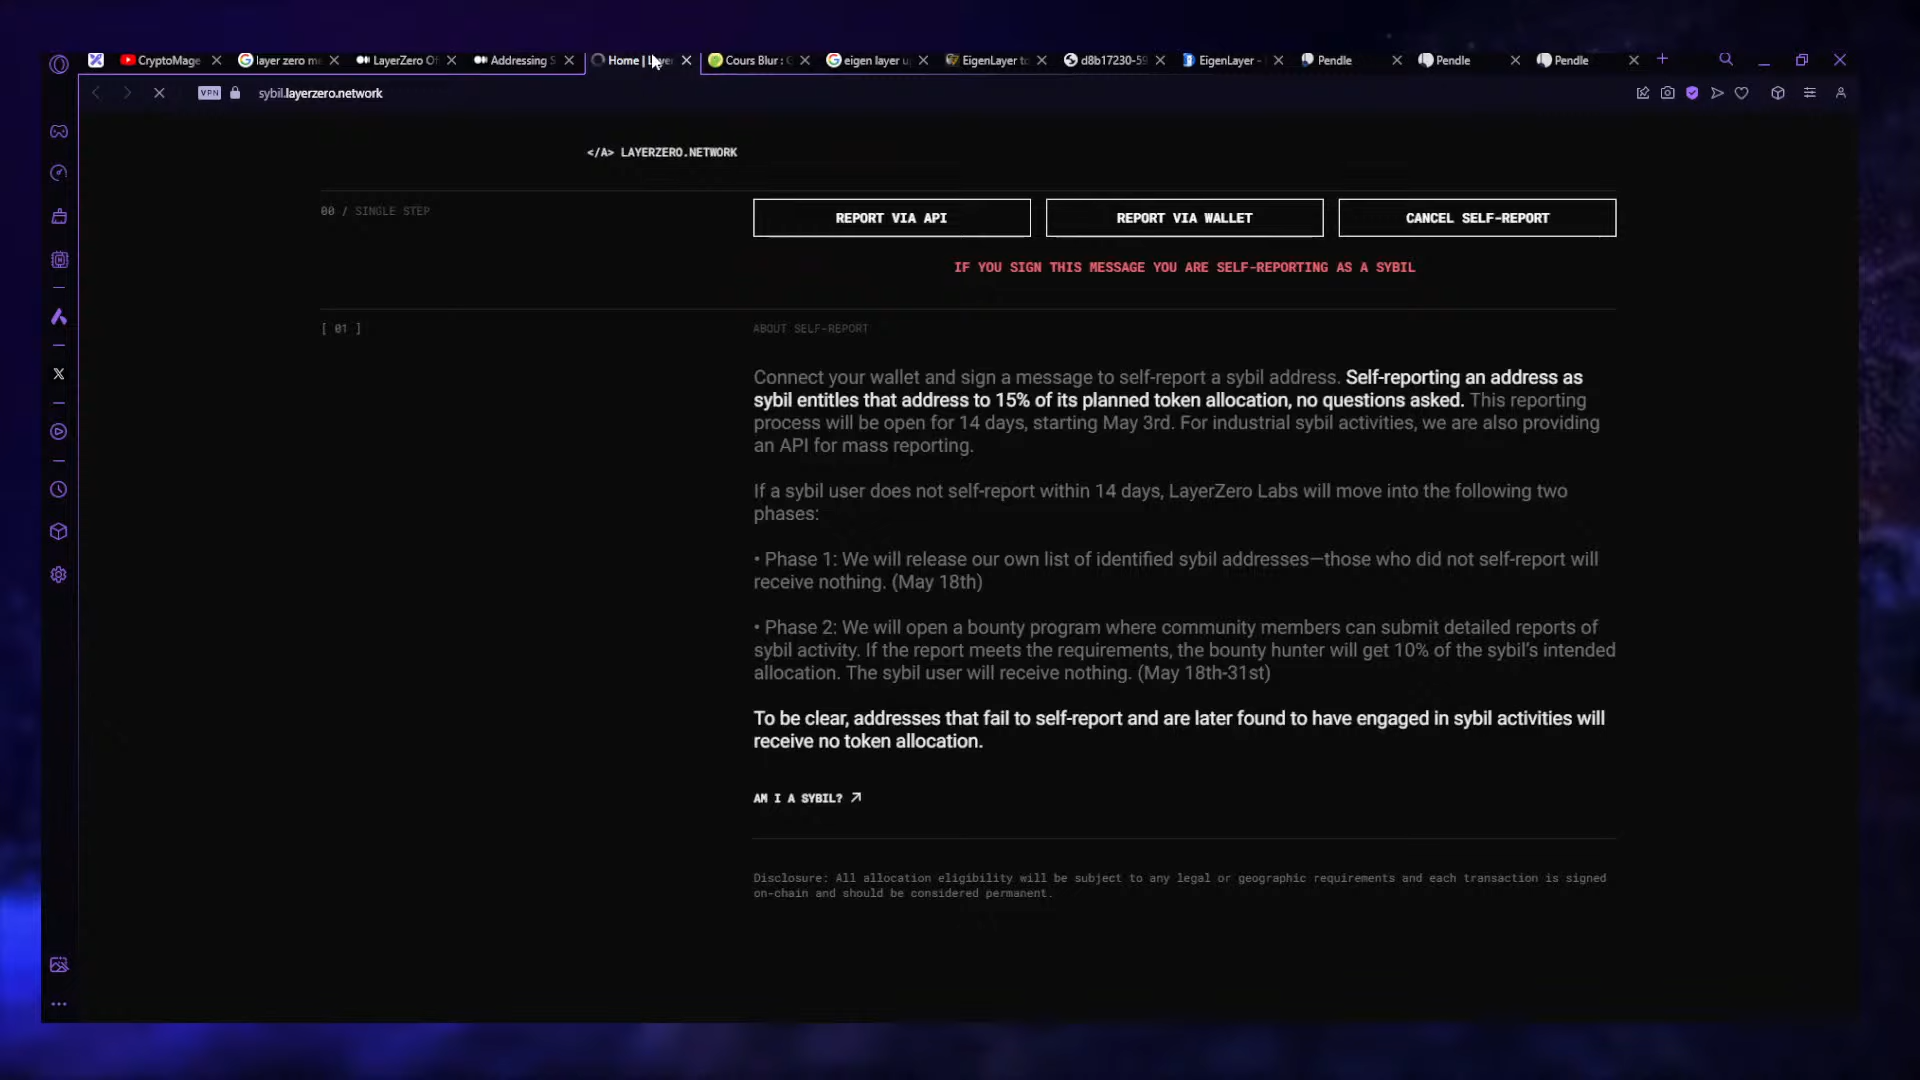 CryptoMage
layer zero m
LayerZero O
Addressing S
Home | Laye
Cours Blur : G
eigen layer u
EigenLayer to
d8b17230-59
EigenLayer -
Pendle
Pendle
Pendle
VPN
sybil.layerzero.network
</A> LAYERZERO.NETWORK
00 / SINGLE STEP
REPORT VIA API
REPORT VIA WALLET
CANCEL SELF-REPORT
IF YOU SIGN THIS MESSAGE YOU ARE SELF-REPORTING AS A SYBIL
[ 01 ]
ABOUT SELF-REPORT
Connect your wallet and sign a message to self-report a sybil address. Self-reporting an address as
sybil entitles that address to 15% of its planned token allocation, no questions asked. This reporting
process will be open for 14 days, starting May 3rd. For industrial sybil activities, we are also providing
an API for mass reporting.
If a sybil user does not self-report within 14 days, LayerZero Labs will move into the following two
phases:
• Phase 1: We will release our own list of identified sybil addresses—those who did not self-report will
receive nothing. (May 18th)
• Phase 2: We will open a bounty program where community members can submit detailed reports of
sybil activity. If the report meets the requirements, the bounty hunter will get 10% of the sybil's intended
allocation. The sybil user will receive nothing. (May 18th-31st)
To be clear, addresses that fail to self-report and are later found to have engaged in sybil activities will
receive no token allocation.
AM I A SYBIL?
Disclosure: All allocation eligibility will be subject to any legal or geographic requirements and each transaction is signed
on-chain and should be considered permanent.